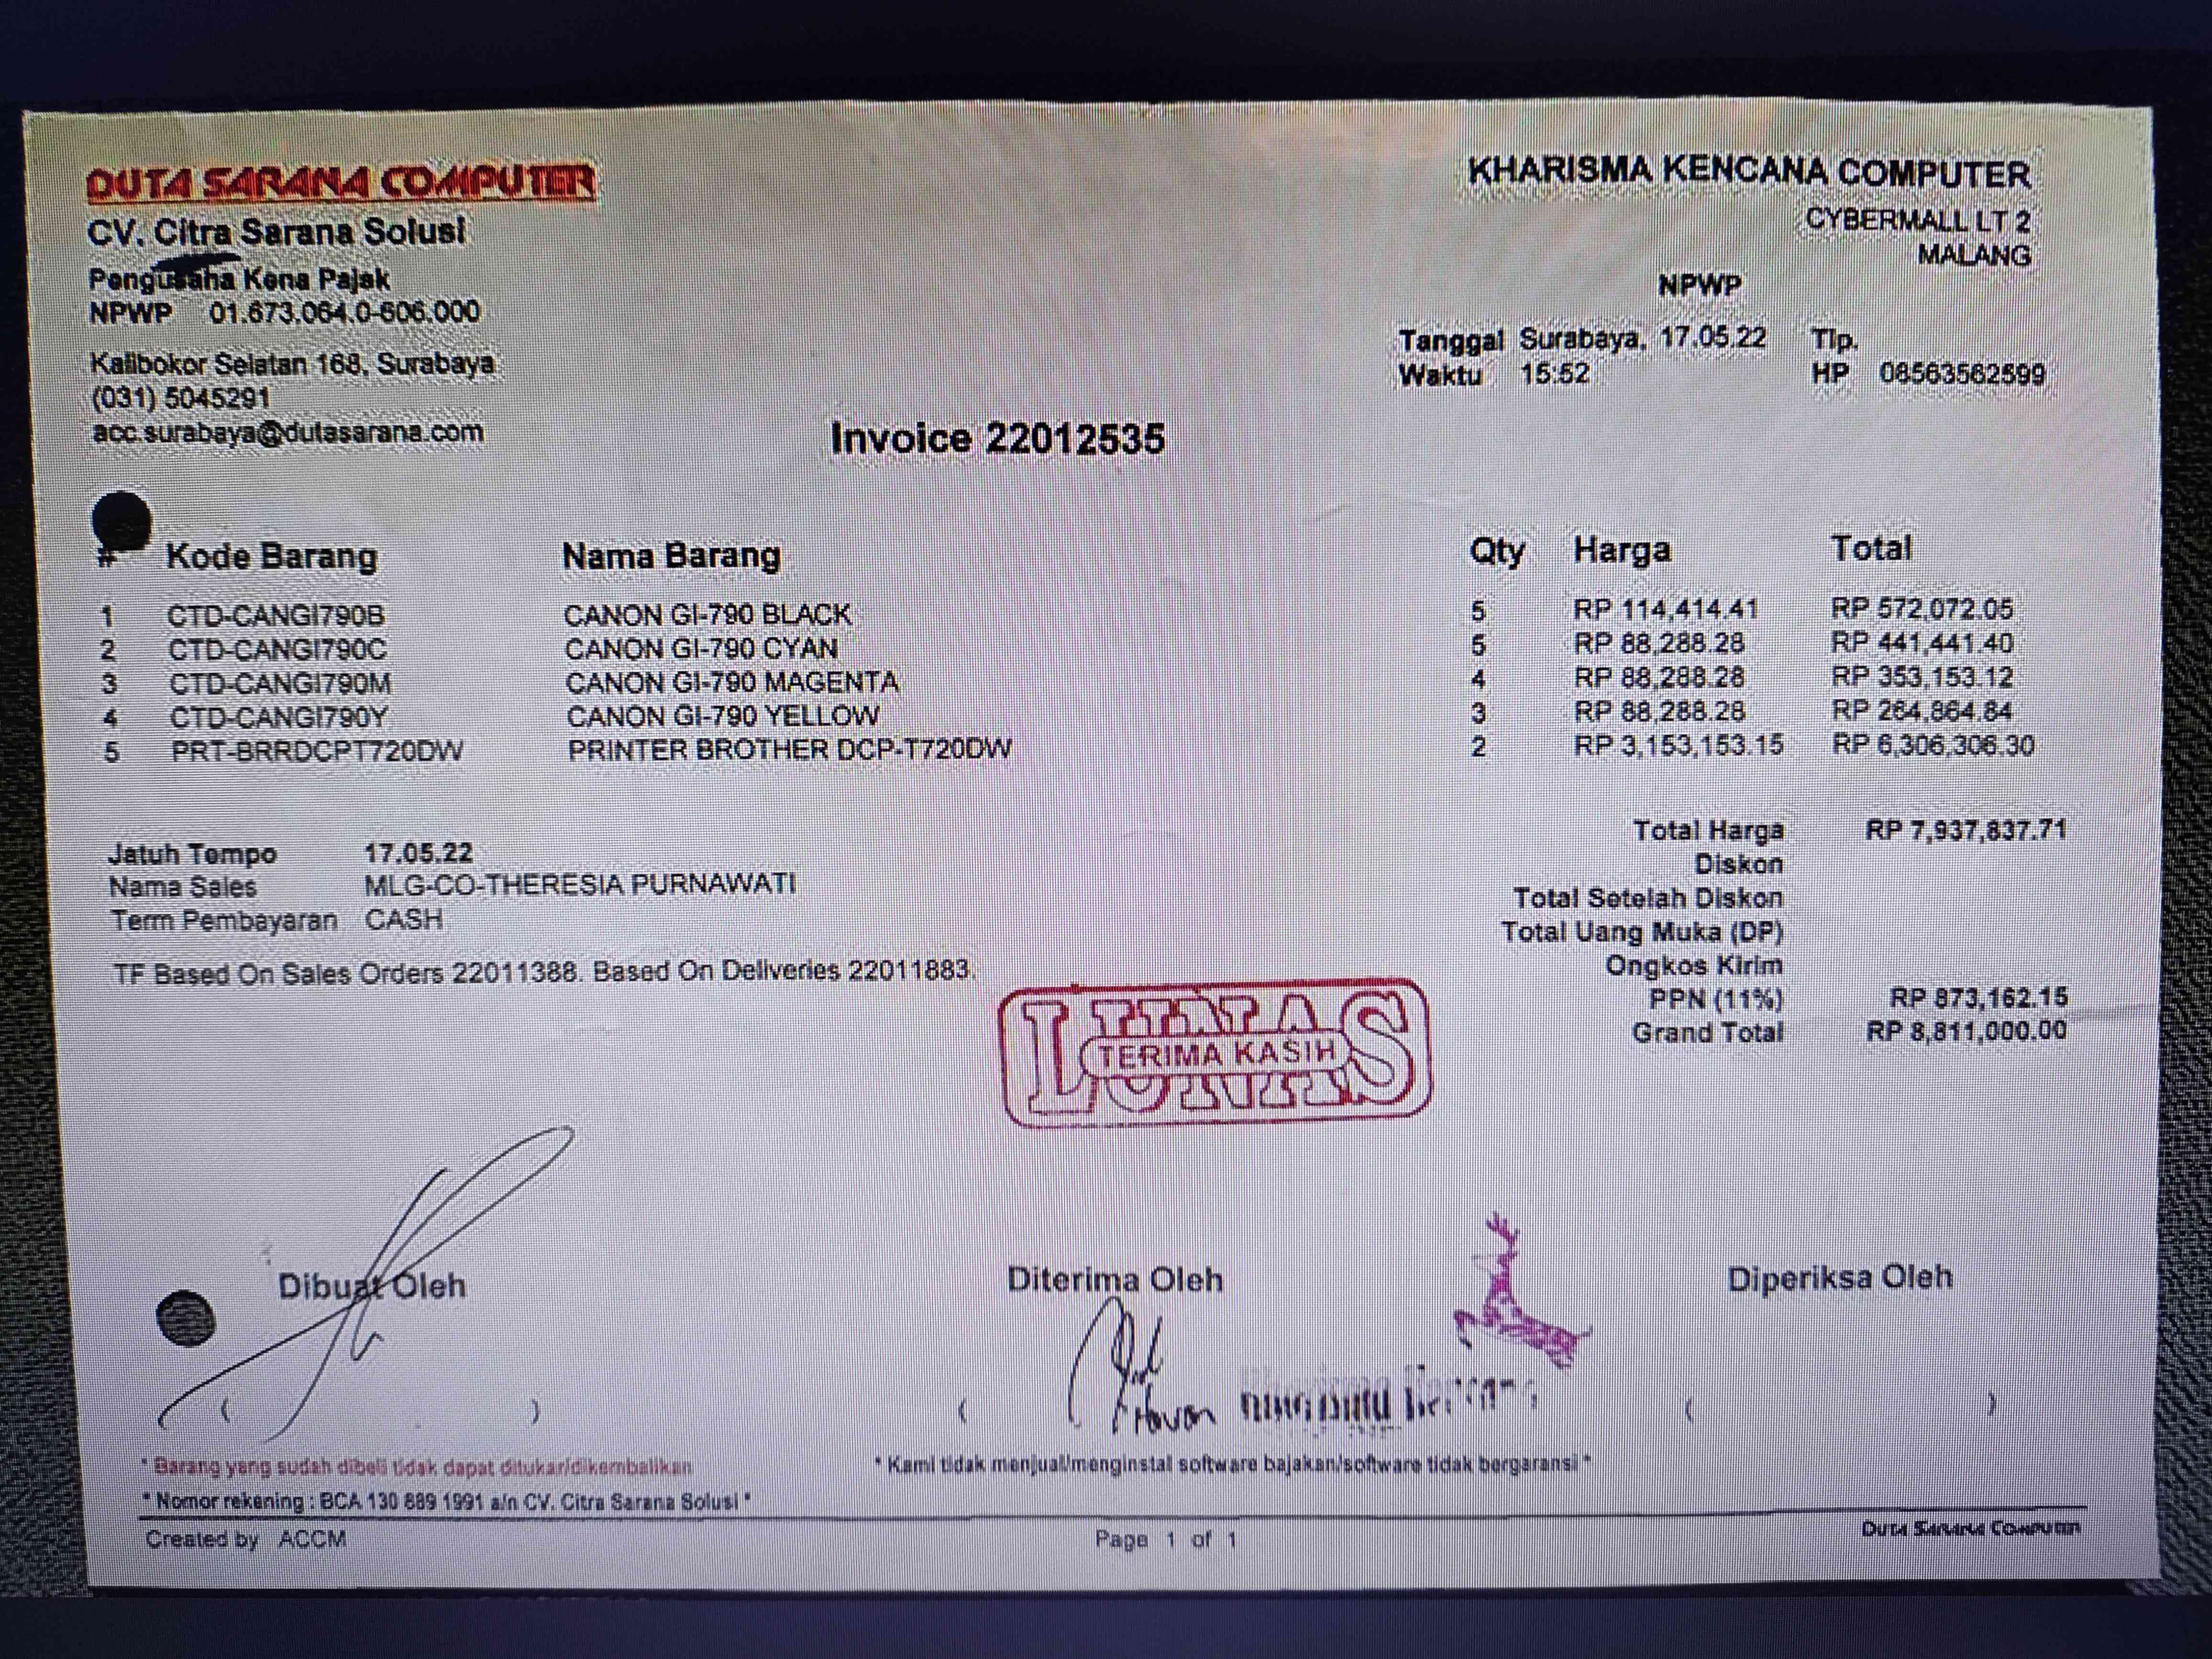 DUTA SARANA COMPUTER
CV. Citra Sarana Solusi
Pengusaha Kena Pajak
NPWP 01.673.064.0-606.000
Kalibokor Selatan 168, Surabaya
(031) 5045291
acc.surabaya@dutasarana.com
KHARISMA KENCANA COMPUTER
CYBERMALL LT 2
MALANG
NPWP
Tanggal Surabaya, 17.05.22 Tlp.
Waktu 15:52 HP 08563562599
Invoice 22012535
# Kode Barang Nama Barang Qty Harga Total
1 CTD-CANGI790B CANON GI-790 BLACK 5 RP 114,414.41 RP 572,072.05
2 CTD-CANGI790C CANON GI-790 CYAN 5 RP 88,288.28 RP 441,441.40
3 CTD-CANGI790M CANON GI-790 MAGENTA 4 RP 88,288.28 RP 353,153.12
4 CTD-CANGI790Y CANON GI-790 YELLOW 3 RP 88,288.28 RP 264,864.84
5 PRT-BRRDCPT720DW PRINTER BROTHER DCP-T720DW 2 RP 3,153,153.15 RP 6,306,306.30
Jatuh Tempo 17.05.22
Nama Sales MLG-CO-THERESIA PURNAWATI
Term Pembayaran CASH
TF Based On Sales Orders 22011388. Based On Deliveries 22011883.
Total Harga RP 7,937,837.71
Diskon
Total Setelah Diskon
Total Uang Muka (DP)
Ongkos Kirim
PPN (11%) RP 873,162.15
Grand Total RP 8,811,000.00
LUNAS
TERIMA KASIH
Dibuat Oleh Diterima Oleh Diperiksa Oleh
( ) ( ( )
* Barang yang sudah dibeli tidak dapat ditukar/dikembalikan
* Kami tidak menjual/menginstal software bajakan/software tidak bergaransi *
* Nomor rekening : BCA 130 889 1991 a/n CV. Citra Sarana Solusi *
Created by ACCM Page 1 of 1 DUTA SARANA COMPUTER